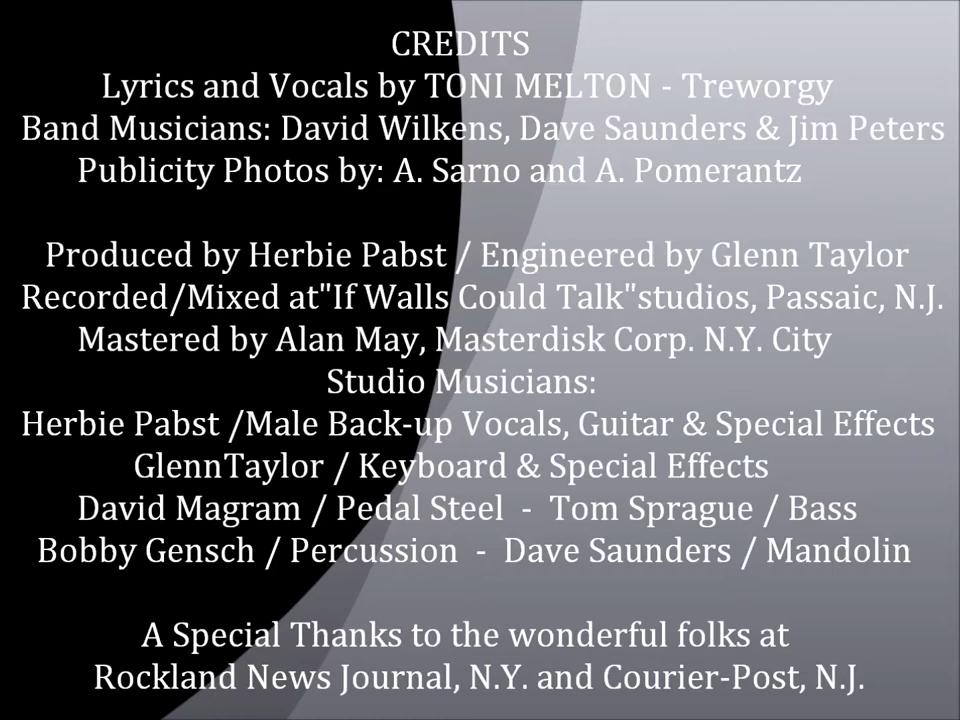 CREDITS
Lyrics and Vocals by TONI MELTON - Treworgy
Band Musicians: David Wilkens, Dave Saunders & Jim Peters
Publicity Photos by: A. Sarno and A. Pomerantz
Produced by Herbie Pabst / Engineered by Glenn Taylor
Recorded/Mixed at"If Walls Could Talk"studios, Passaic, N.J.
Mastered by Alan May, Masterdisk Corp. N.Y. City
Studio Musicians:
Herbie Pabst /Male Back-up Vocals, Guitar & Special Effects
GlennTaylor / Keyboard & Special Effects
David Magram / Pedal Steel - Tom Sprague / Bass
Bobby Gensch / Percussion - Dave Saunders / Mandolin
A Special Thanks to the wonderful folks at
Rockland News Journal, N.Y. and Courier-Post, N.J.